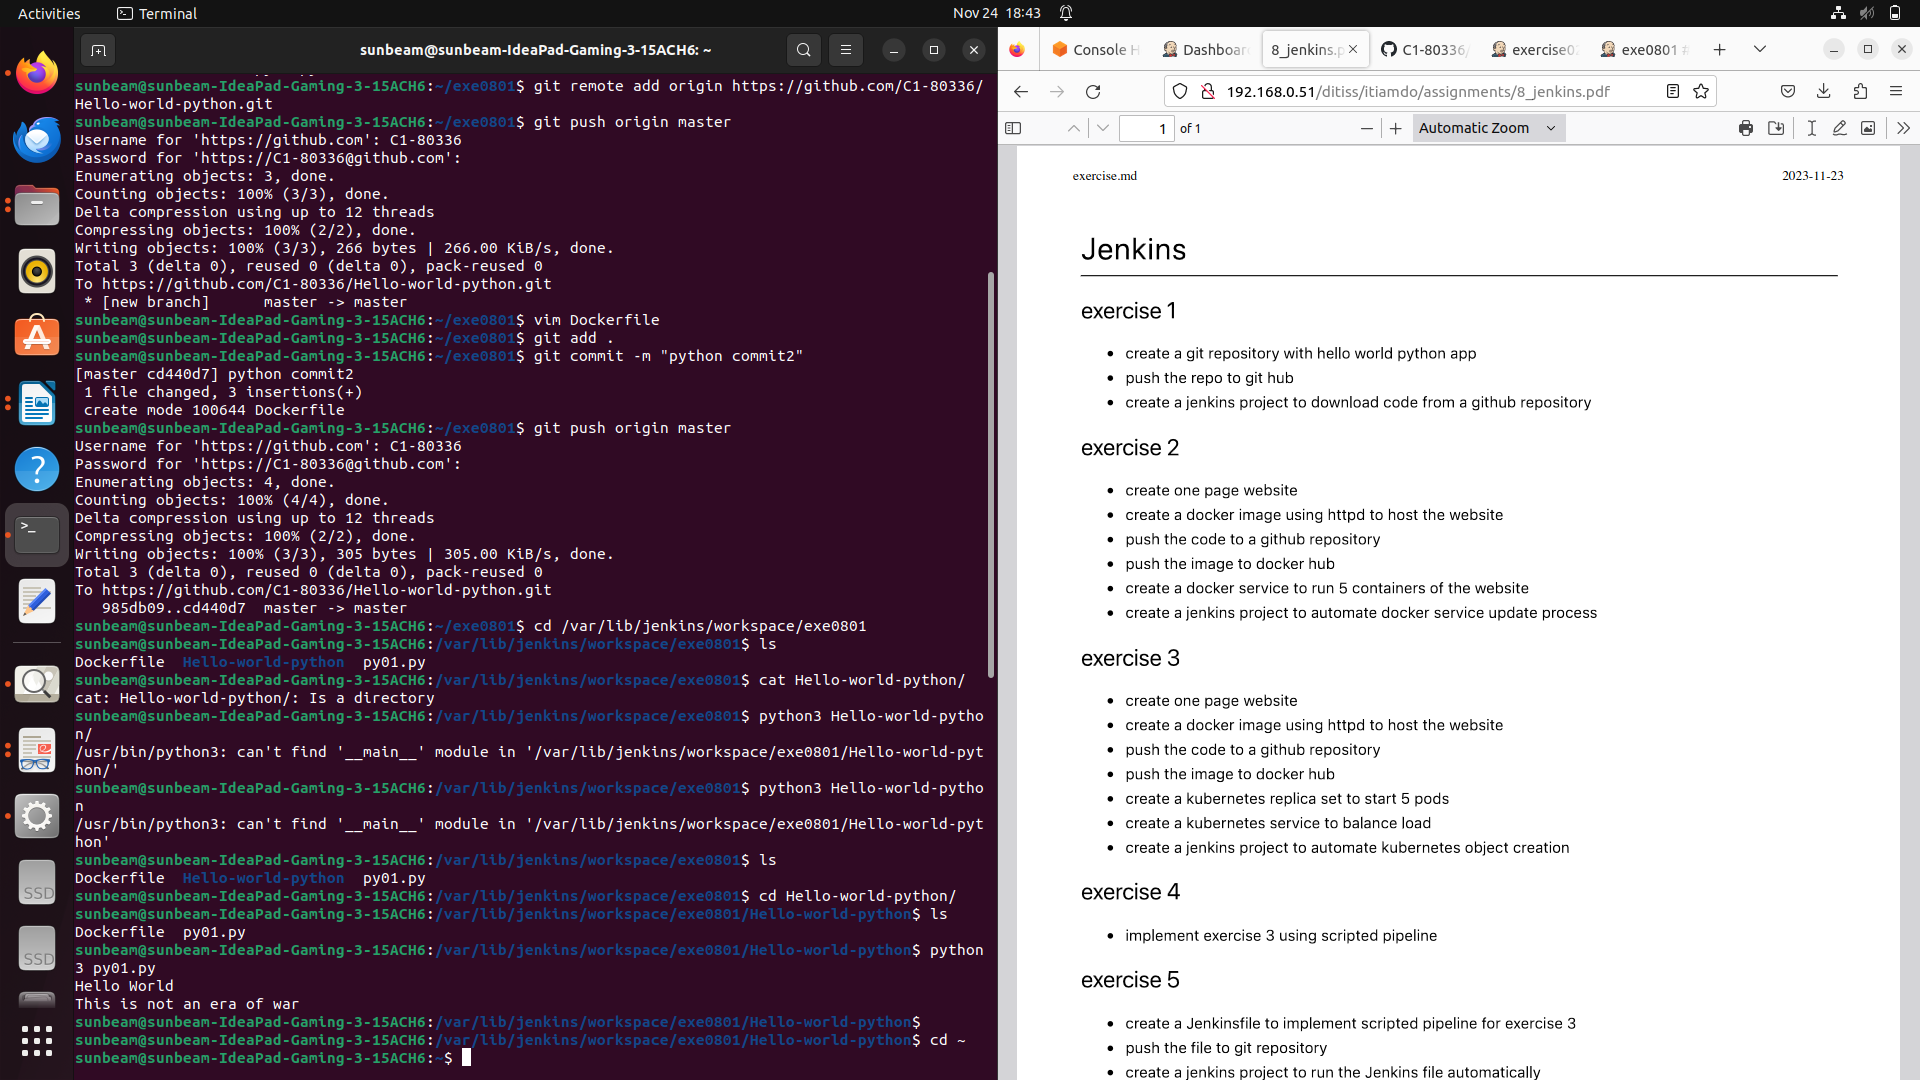 Activities
Terminal
Nov 24 18:43
sunbeam@sunbeam-IdeaPad-Gaming-3-15ACH6: ~
sunbeam@sunbeam-IdeaPad-Gaming-3-15ACH6:~/exe0801$ git remote add origin https://github.com/C1-80336/
Hello-world-python.git
sunbeam@sunbeam-IdeaPad-Gaming-3-15ACH6:~/exe0801$ git push origin master
Username for 'https://github.com': C1-80336
Password for 'https://C1-80336@github.com':
Enumerating objects: 3, done.
Counting objects: 100% (3/3), done.
Delta compression using up to 12 threads
Compressing objects: 100% (2/2), done.
Writing objects: 100% (3/3), 266 bytes | 266.00 KiB/s, done.
Total 3 (delta 0), reused 0 (delta 0), pack-reused 0
To https://github.com/C1-80336/Hello-world-python.git
 * [new branch]      master -> master
sunbeam@sunbeam-IdeaPad-Gaming-3-15ACH6:~/exe0801$ vim Dockerfile
sunbeam@sunbeam-IdeaPad-Gaming-3-15ACH6:~/exe0801$ git add .
sunbeam@sunbeam-IdeaPad-Gaming-3-15ACH6:~/exe0801$ git commit -m "python commit2"
[master cd440d7] python commit2
 1 file changed, 3 insertions(+)
 create mode 100644 Dockerfile
sunbeam@sunbeam-IdeaPad-Gaming-3-15ACH6:~/exe0801$ git push origin master
Username for 'https://github.com': C1-80336
Password for 'https://C1-80336@github.com':
Enumerating objects: 4, done.
Counting objects: 100% (4/4), done.
Delta compression using up to 12 threads
Compressing objects: 100% (2/2), done.
Writing objects: 100% (3/3), 305 bytes | 305.00 KiB/s, done.
Total 3 (delta 0), reused 0 (delta 0), pack-reused 0
To https://github.com/C1-80336/Hello-world-python.git
   985db09..cd440d7  master -> master
sunbeam@sunbeam-IdeaPad-Gaming-3-15ACH6:~/exe0801$ cd /var/lib/jenkins/workspace/exe0801
sunbeam@sunbeam-IdeaPad-Gaming-3-15ACH6:/var/lib/jenkins/workspace/exe0801$ ls
Dockerfile  Hello-world-python  py01.py
sunbeam@sunbeam-IdeaPad-Gaming-3-15ACH6:/var/lib/jenkins/workspace/exe0801$ cat Hello-world-python/
cat: Hello-world-python/: Is a directory
sunbeam@sunbeam-IdeaPad-Gaming-3-15ACH6:/var/lib/jenkins/workspace/exe0801$ python3 Hello-world-pytho
n/
/usr/bin/python3: can't find '__main__' module in '/var/lib/jenkins/workspace/exe0801/Hello-world-pyt
hon/'
sunbeam@sunbeam-IdeaPad-Gaming-3-15ACH6:/var/lib/jenkins/workspace/exe0801$ python3 Hello-world-pytho
n
/usr/bin/python3: can't find '__main__' module in '/var/lib/jenkins/workspace/exe0801/Hello-world-pyt
hon'
sunbeam@sunbeam-IdeaPad-Gaming-3-15ACH6:/var/lib/jenkins/workspace/exe0801$ ls
Dockerfile  Hello-world-python  py01.py
sunbeam@sunbeam-IdeaPad-Gaming-3-15ACH6:/var/lib/jenkins/workspace/exe0801$ cd Hello-world-python/
sunbeam@sunbeam-IdeaPad-Gaming-3-15ACH6:/var/lib/jenkins/workspace/exe0801/Hello-world-python$ ls
Dockerfile  py01.py
sunbeam@sunbeam-IdeaPad-Gaming-3-15ACH6:/var/lib/jenkins/workspace/exe0801/Hello-world-python$ python
3 py01.py
Hello World
This is not an era of war
sunbeam@sunbeam-IdeaPad-Gaming-3-15ACH6:/var/lib/jenkins/workspace/exe0801/Hello-world-python$
sunbeam@sunbeam-IdeaPad-Gaming-3-15ACH6:/var/lib/jenkins/workspace/exe0801/Hello-world-python$ cd ~
sunbeam@sunbeam-IdeaPad-Gaming-3-15ACH6:~$
SSD
SSD
Console H
Dashboar
8_jenkins.p
C1-80336/
exercise0
exe0801 #
192.168.0.51/ditiss/itiamdo/assignments/8_jenkins.pdf
1 of 1
Automatic Zoom
exercise.md
2023-11-23
Jenkins
exercise 1
• create a git repository with hello world python app
• push the repo to git hub
• create a jenkins project to download code from a github repository
exercise 2
• create one page website
• create a docker image using httpd to host the website
• push the code to a github repository
• push the image to docker hub
• create a docker service to run 5 containers of the website
• create a jenkins project to automate docker service update process
exercise 3
• create one page website
• create a docker image using httpd to host the website
• push the code to a github repository
• push the image to docker hub
• create a kubernetes replica set to start 5 pods
• create a kubernetes service to balance load
• create a jenkins project to automate kubernetes object creation
exercise 4
• implement exercise 3 using scripted pipeline
exercise 5
• create a Jenkinsfile to implement scripted pipeline for exercise 3
• push the file to git repository
• create a jenkins project to run the Jenkins file automatically